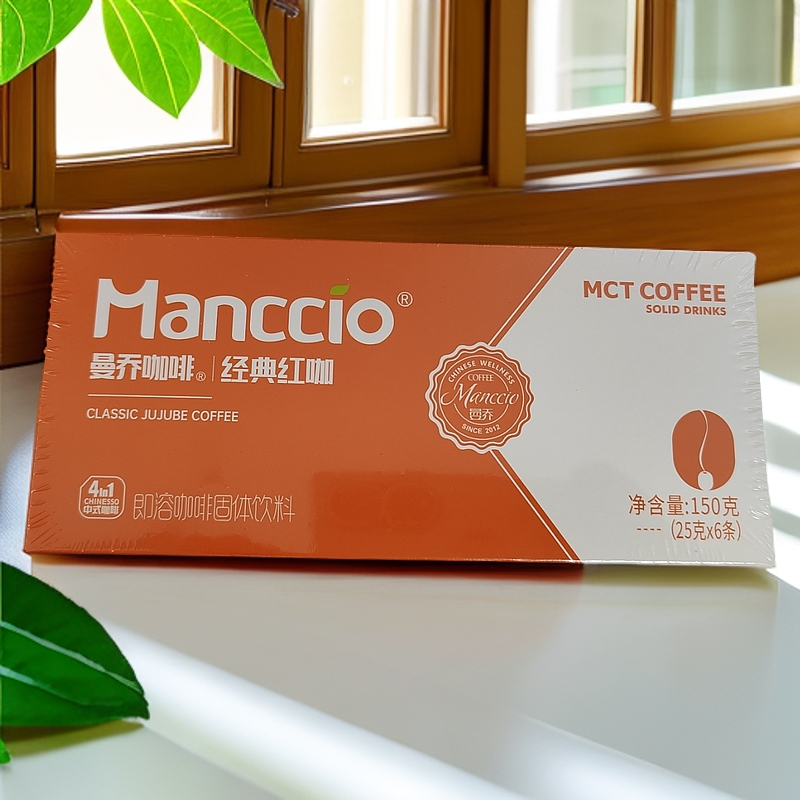 Manccio®
曼乔咖啡® | 经典红咖
CLASSIC JUJUBE COFFEE
4in1
CHINESSO
中式咖啡
即溶咖啡固体饮料
CHINESE WELLNESS
COFFEE
Manccio
曼乔
SINCE 2012
MCT COFFEE
SOLID DRINKS
净含量:150克
---- (25克x6条)